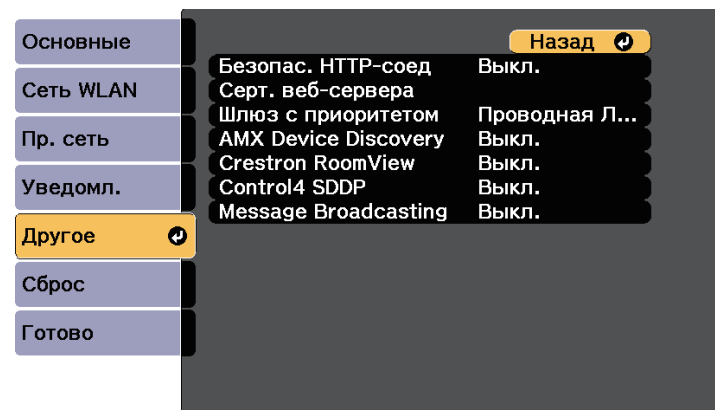 Основные
Сеть WLAN
Пр. сеть
Уведомл.
Другое
Сброс
Готово
Назад
Безопас. HTTP-соед Выкл.
Серт. веб-сервера
Шлюз с приоритетом Проводная Л...
AMX Device Discovery Выкл.
Crestron RoomView Выкл.
Control4 SDDP Выкл.
Message Broadcasting Выкл.